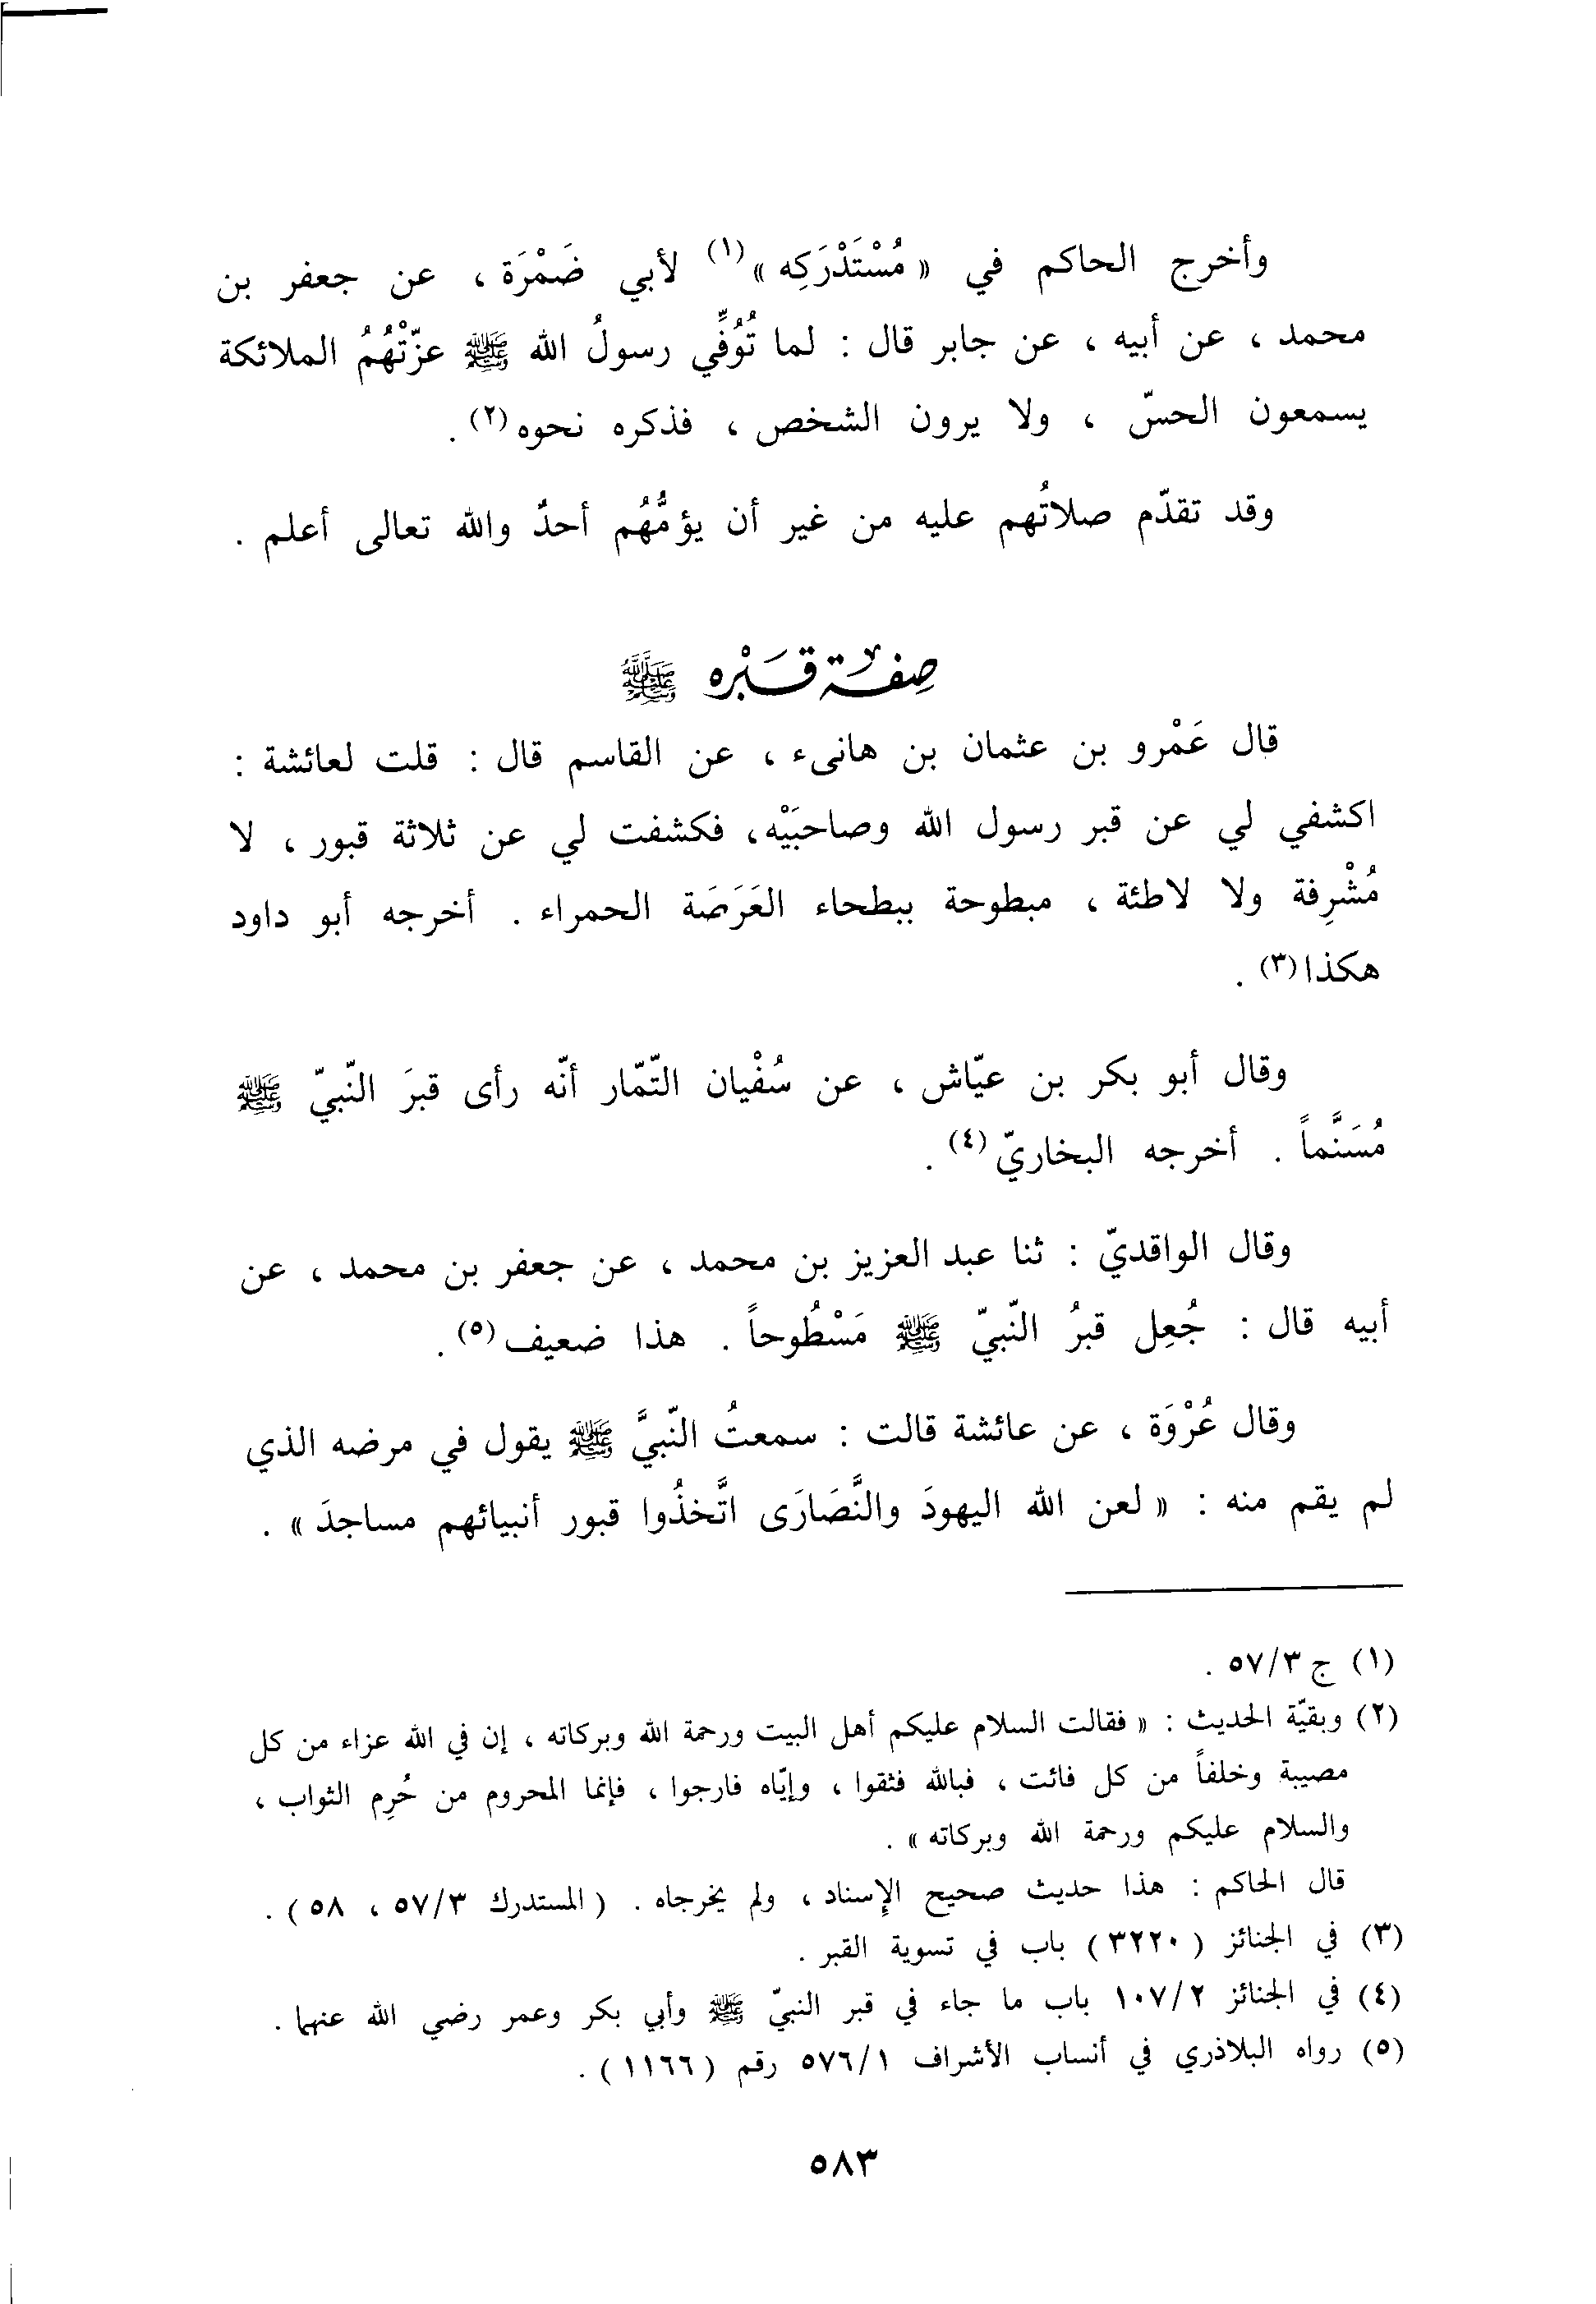 وأخرج الحاكم في « مُسْتَدْرَكِه »(١) لأبي ضَمْرَة ، عن جعفر بن
محمد ، عن أبيه ، عن جابر قال : لما تُوُفِّي رسولُ الله ﷺ عزّتْهُمُ الملائكة
يسمعون الحسّ ، ولا يرون الشخص ، فذكره نحوه(٢) .
وقد تقدّم صلاتُهم عليه من غير أن يؤمُّهُم أحدٌ والله تعالى أعلم .
صِفة قَبْره ﷺ
قال عَمْرو بن عثمان بن هانىء ، عن القاسم قال : قلت لعائشة :
اكشفي لي عن قبر رسول الله وصاحبَيْه، فكشفت لي عن ثلاثة قبور ، لا
مُشْرِفة ولا لاطئة ، مبطوحة ببطحاء العَرَصَة الحمراء . أخرجه أبو داود
هكذا(٣) .
وقال أبو بكر بن عيّاش ، عن سُفْيان التّمّار أنّه رأى قبرَ النّبيّ ﷺ
مُسَنَّماً . أخرجه البخاريّ(٤) .
وقال الواقديّ : ثنا عبد العزيز بن محمد ، عن جعفر بن محمد ، عن
أبيه قال : جُعِل قبرُ النّبيّ ﷺ مَسْطُوحاً . هذا ضعيف(٥) .
وقال عُرْوَة ، عن عائشة قالت : سمعتُ النّبيَّ ﷺ يقول في مرضه الذي
لم يقم منه : « لعن الله اليهودَ والنَّصَارَى اتَّخذُوا قبور أنبيائهم مساجدَ » .
(١) ج ٥٧/٣ .
(٢) وبقيّة الحديث : « فقالت السلام عليكم أهل البيت ورحمة الله وبركاته ، إن في الله عزاء من كل
مصيبة وخلفاً من كل فائت ، فبالله فثقوا ، وإيّاه فارجوا ، فإنما المحروم من حُرِم الثواب ،
والسلام عليكم ورحمة الله وبركاته » .
قال الحاكم : هذا حديث صحيح الإسناد ، ولم يخرجاه . ( المستدرك ٥٧/٣ ، ٥٨ ) .
(٣) في الجنائز ( ٣٢٢٠ ) باب في تسوية القبر .
(٤) في الجنائز ١٠٧/٢ باب ما جاء في قبر النبيّ ﷺ وأبي بكر وعمر رضي الله عنهما .
(٥) رواه البلاذري في أنساب الأشراف ٥٧٦/١ رقم ( ١١٦٦ ) .
٥٨٣